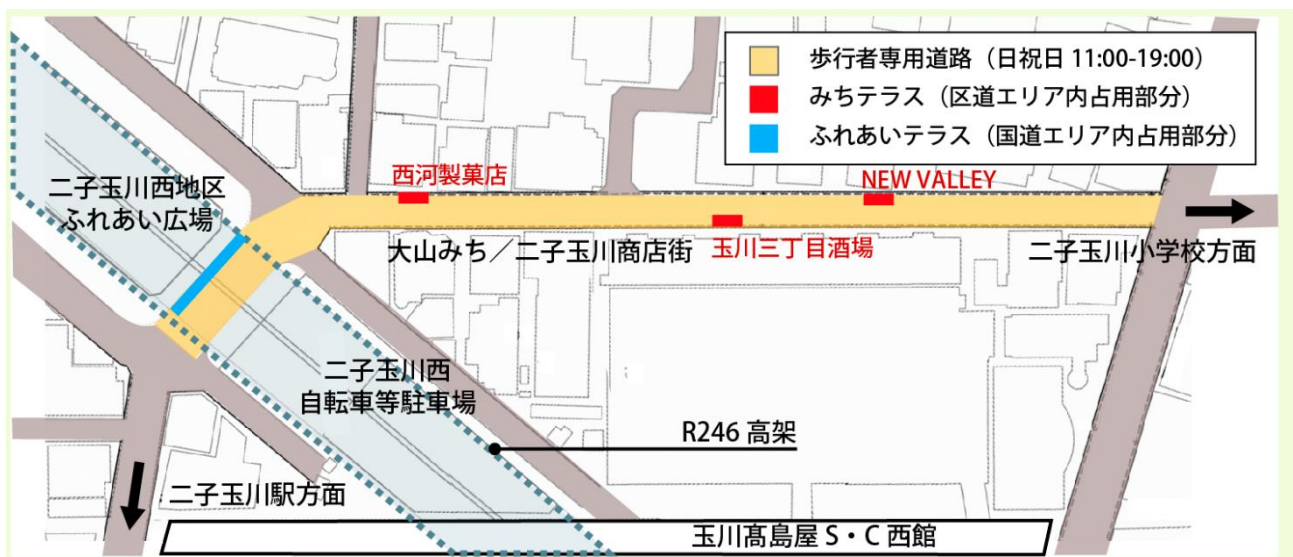 歩行者専用道路（日祝日 11:00-19:00）
みちテラス（区道エリア内占用部分）
ふれあいテラス（国道エリア内占用部分）
西河製菓店
NEW VALLEY
二子玉川西地区
ふれあい広場
大山みち／二子玉川商店街
玉川三丁目酒場
二子玉川小学校方面
二子玉川西
自転車等駐車場
R246 高架
二子玉川駅方面
玉川髙島屋 S・C 西館